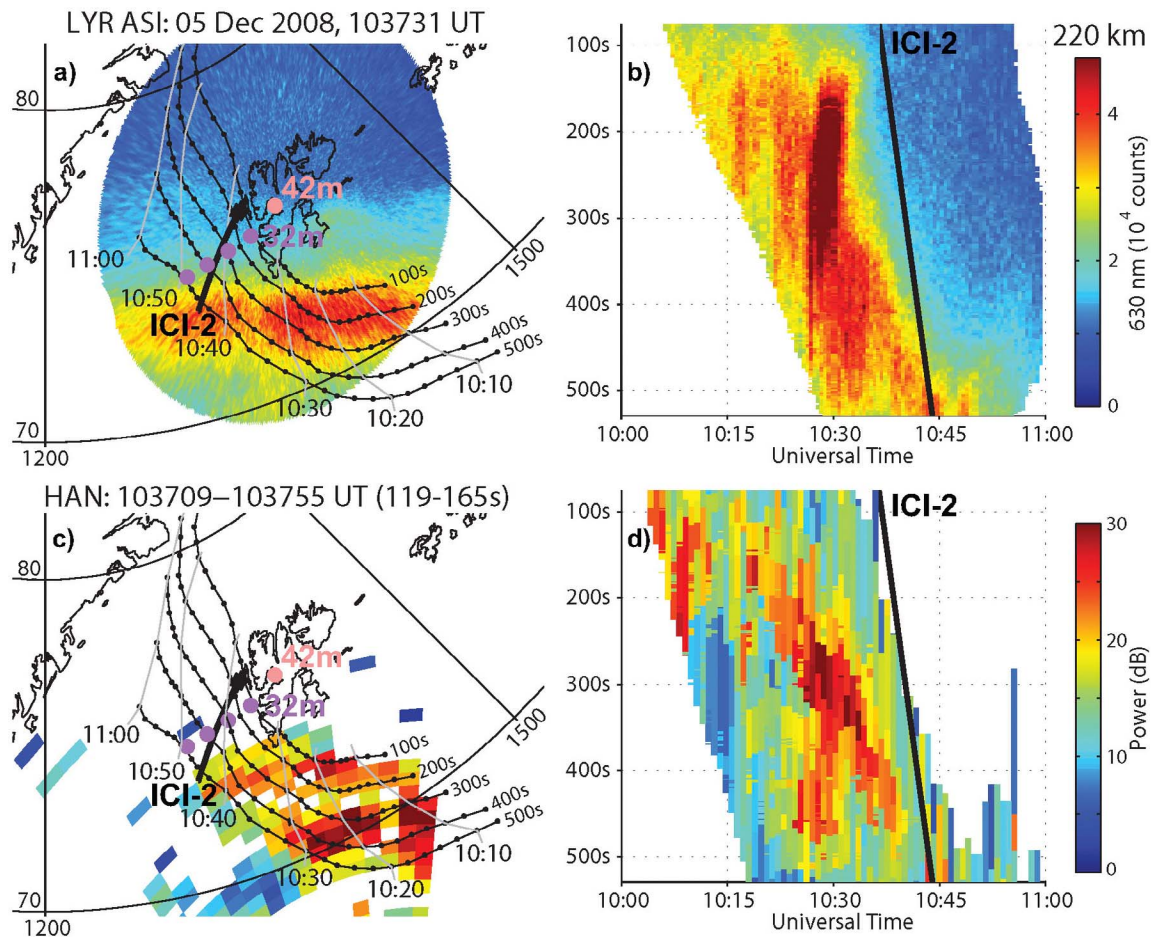 LYR ASI: 05 Dec 2008, 103731 UT
a)
80
42m
32m
11:00
1500
10:50
100s
200s
ICI-2
300s
10:40
400s
500s
10:10
10:30
10:20
70
1200
b)
ICI-2
220 km
100s
200s
300s
400s
500s
10:00
10:15
10:30
10:45
11:00
Universal Time
4
2
0
630 nm (10⁴ counts)
HAN: 103709–103755 UT (119-165s)
c)
80
42m
32m
11:00
1500
10:50
100s
200s
ICI-2
300s
10:40
400s
500s
10:10
10:30
10:20
70
1200
d)
ICI-2
100s
200s
300s
400s
500s
10:00
10:15
10:30
10:45
11:00
Universal Time
30
20
10
0
Power (dB)